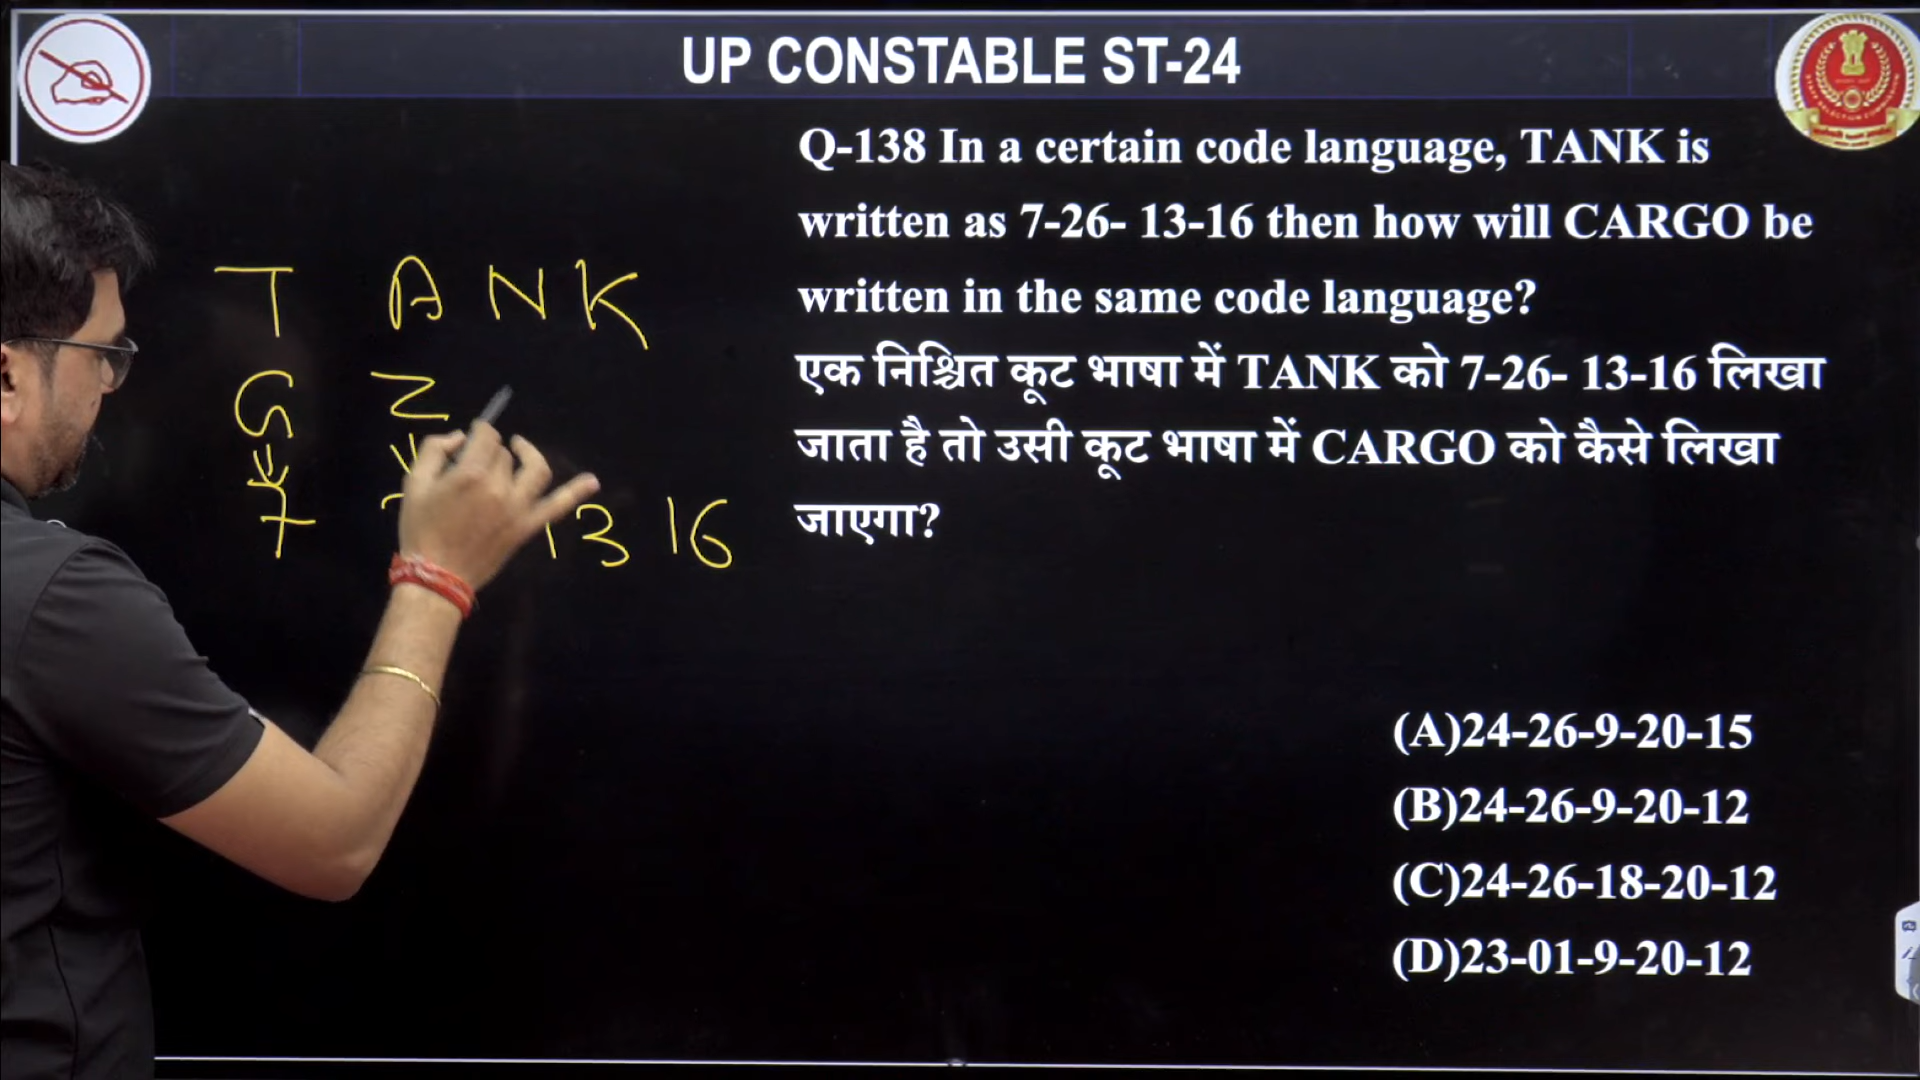 UP CONSTABLE ST-24
Q-138 In a certain code language, TANK is
written as 7-26- 13-16 then how will CARGO be
written in the same code language?
एक निश्चित कूट भाषा में TANK को 7-26- 13-16 लिखा
जाता है तो उसी कूट भाषा में CARGO को कैसे लिखा
जाएगा?
T A N K
G Z
7 13 16
(A)24-26-9-20-15
(B)24-26-9-20-12
(C)24-26-18-20-12
(D)23-01-9-20-12